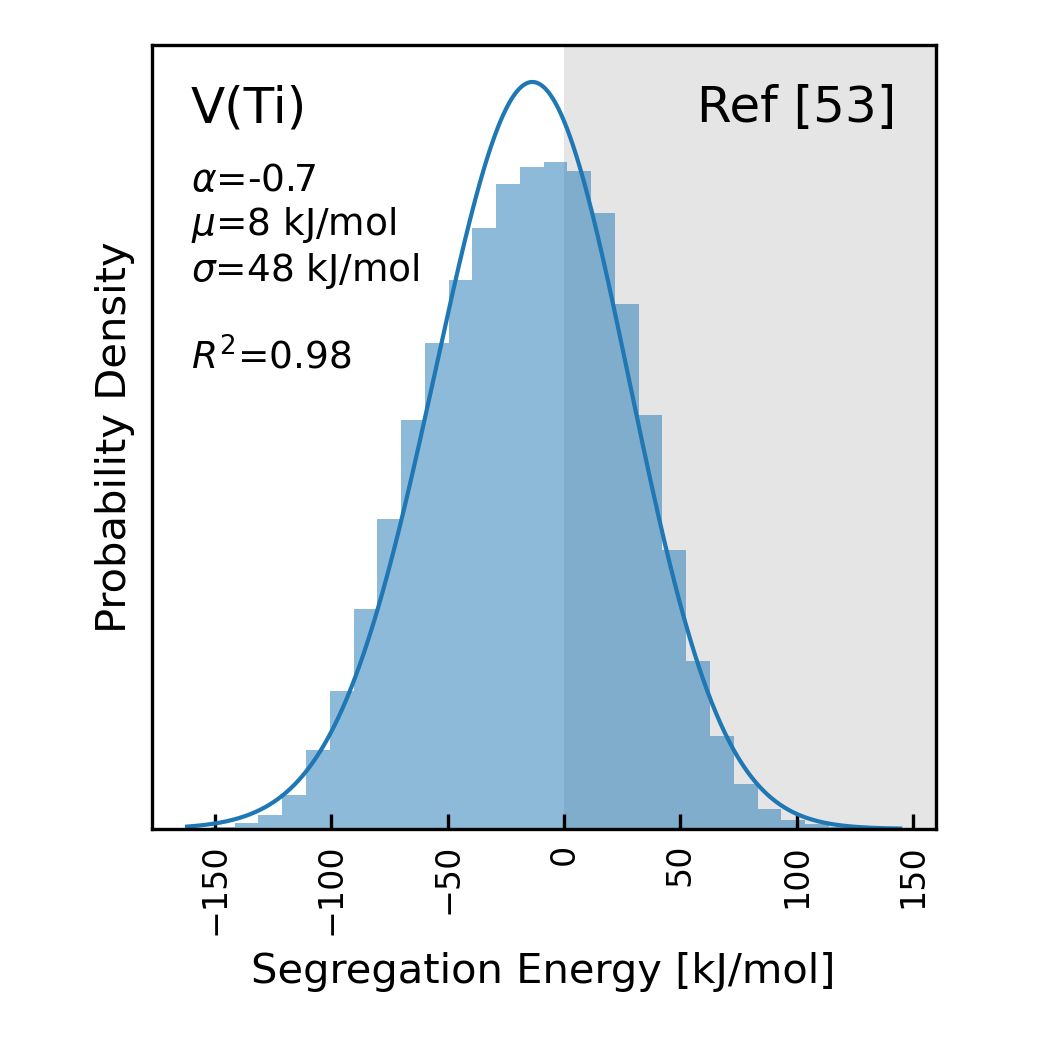 V(Ti)
Ref [53]
α=-0.7
μ=8 kJ/mol
σ=48 kJ/mol
R²=0.98
Probability Density
−150
−100
−50
0
50
100
150
Segregation Energy [kJ/mol]